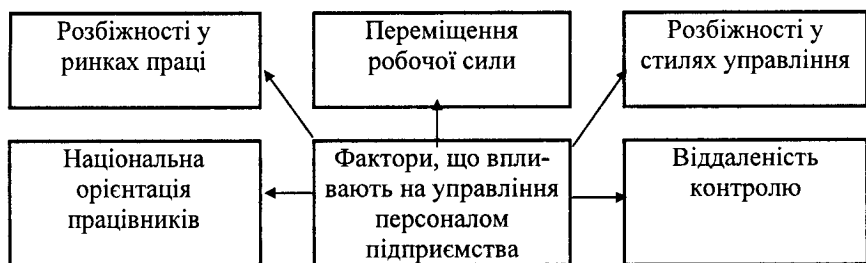 Розбіжності у
ринках праці
Переміщення
робочої сили
Розбіжності у
стилях управління
Національна
орієнтація
працівників
Фактори, що впли-
вають на управління
персоналом
підприємства
Віддаленість
контролю